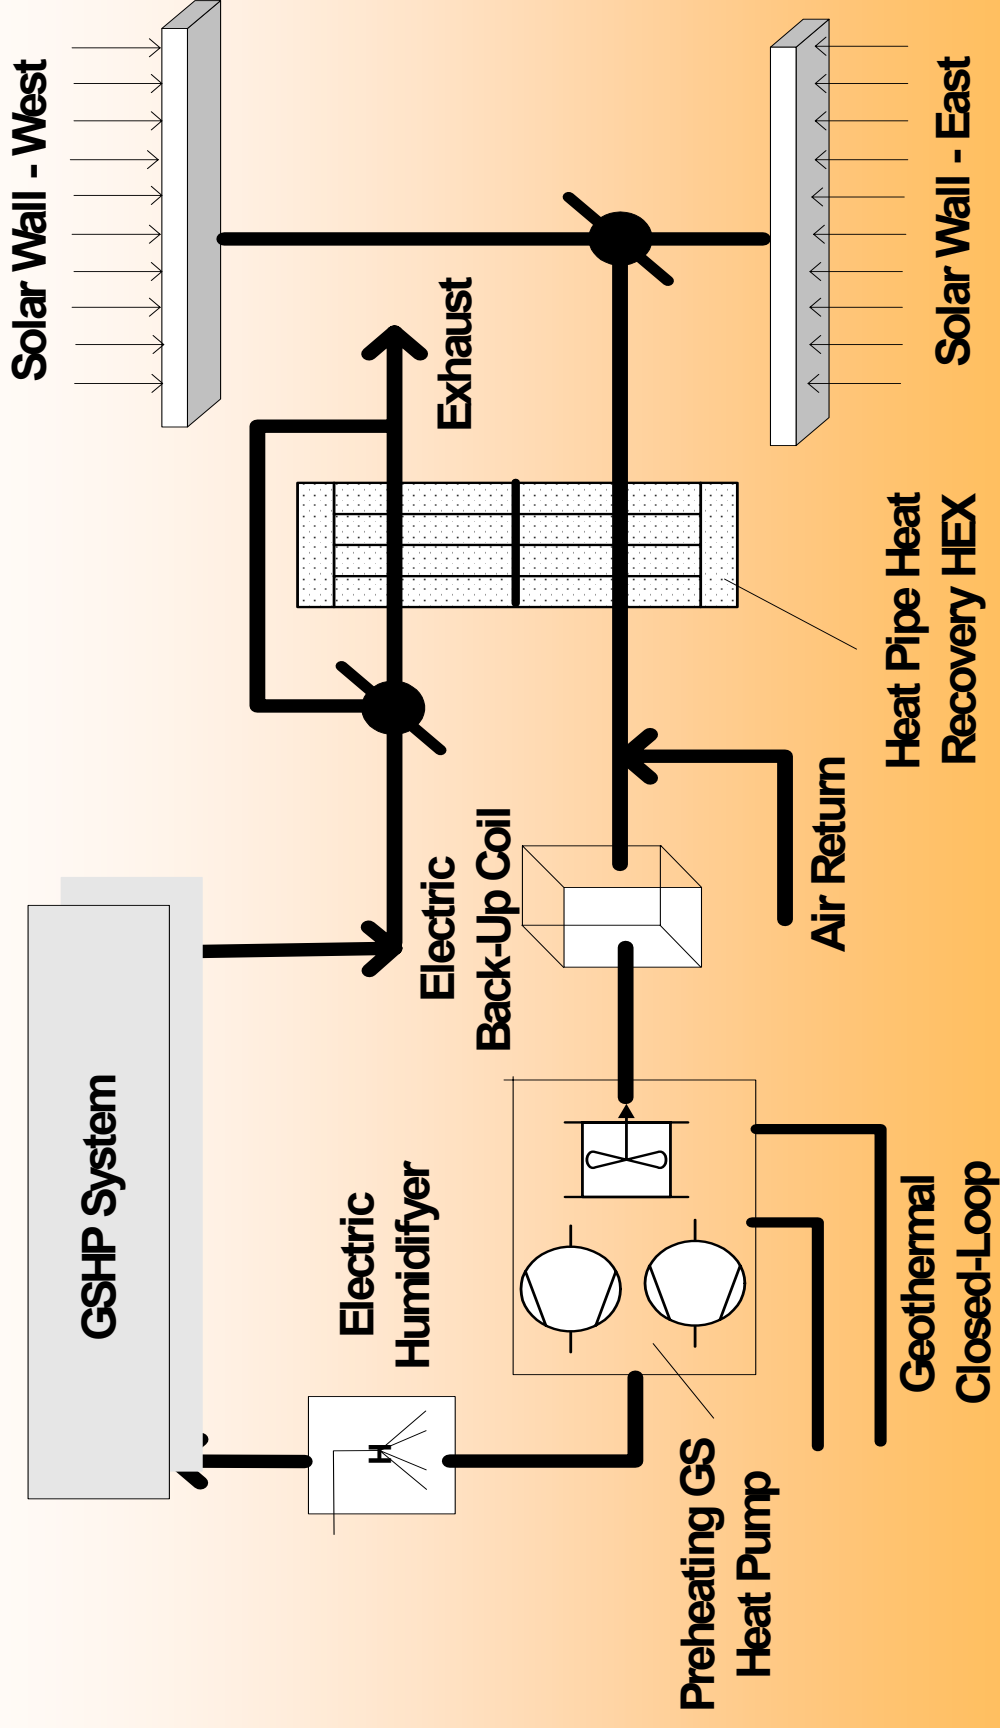 Solar Wall - West
Exhaust
Solar Wall - East
Heat Pipe Heat
Recovery HEX
Air Return
Electric
Back-Up Coil
GSHP System
Electric
Humidifyer
Geothermal
Closed-Loop
Preheating GS
Heat Pump